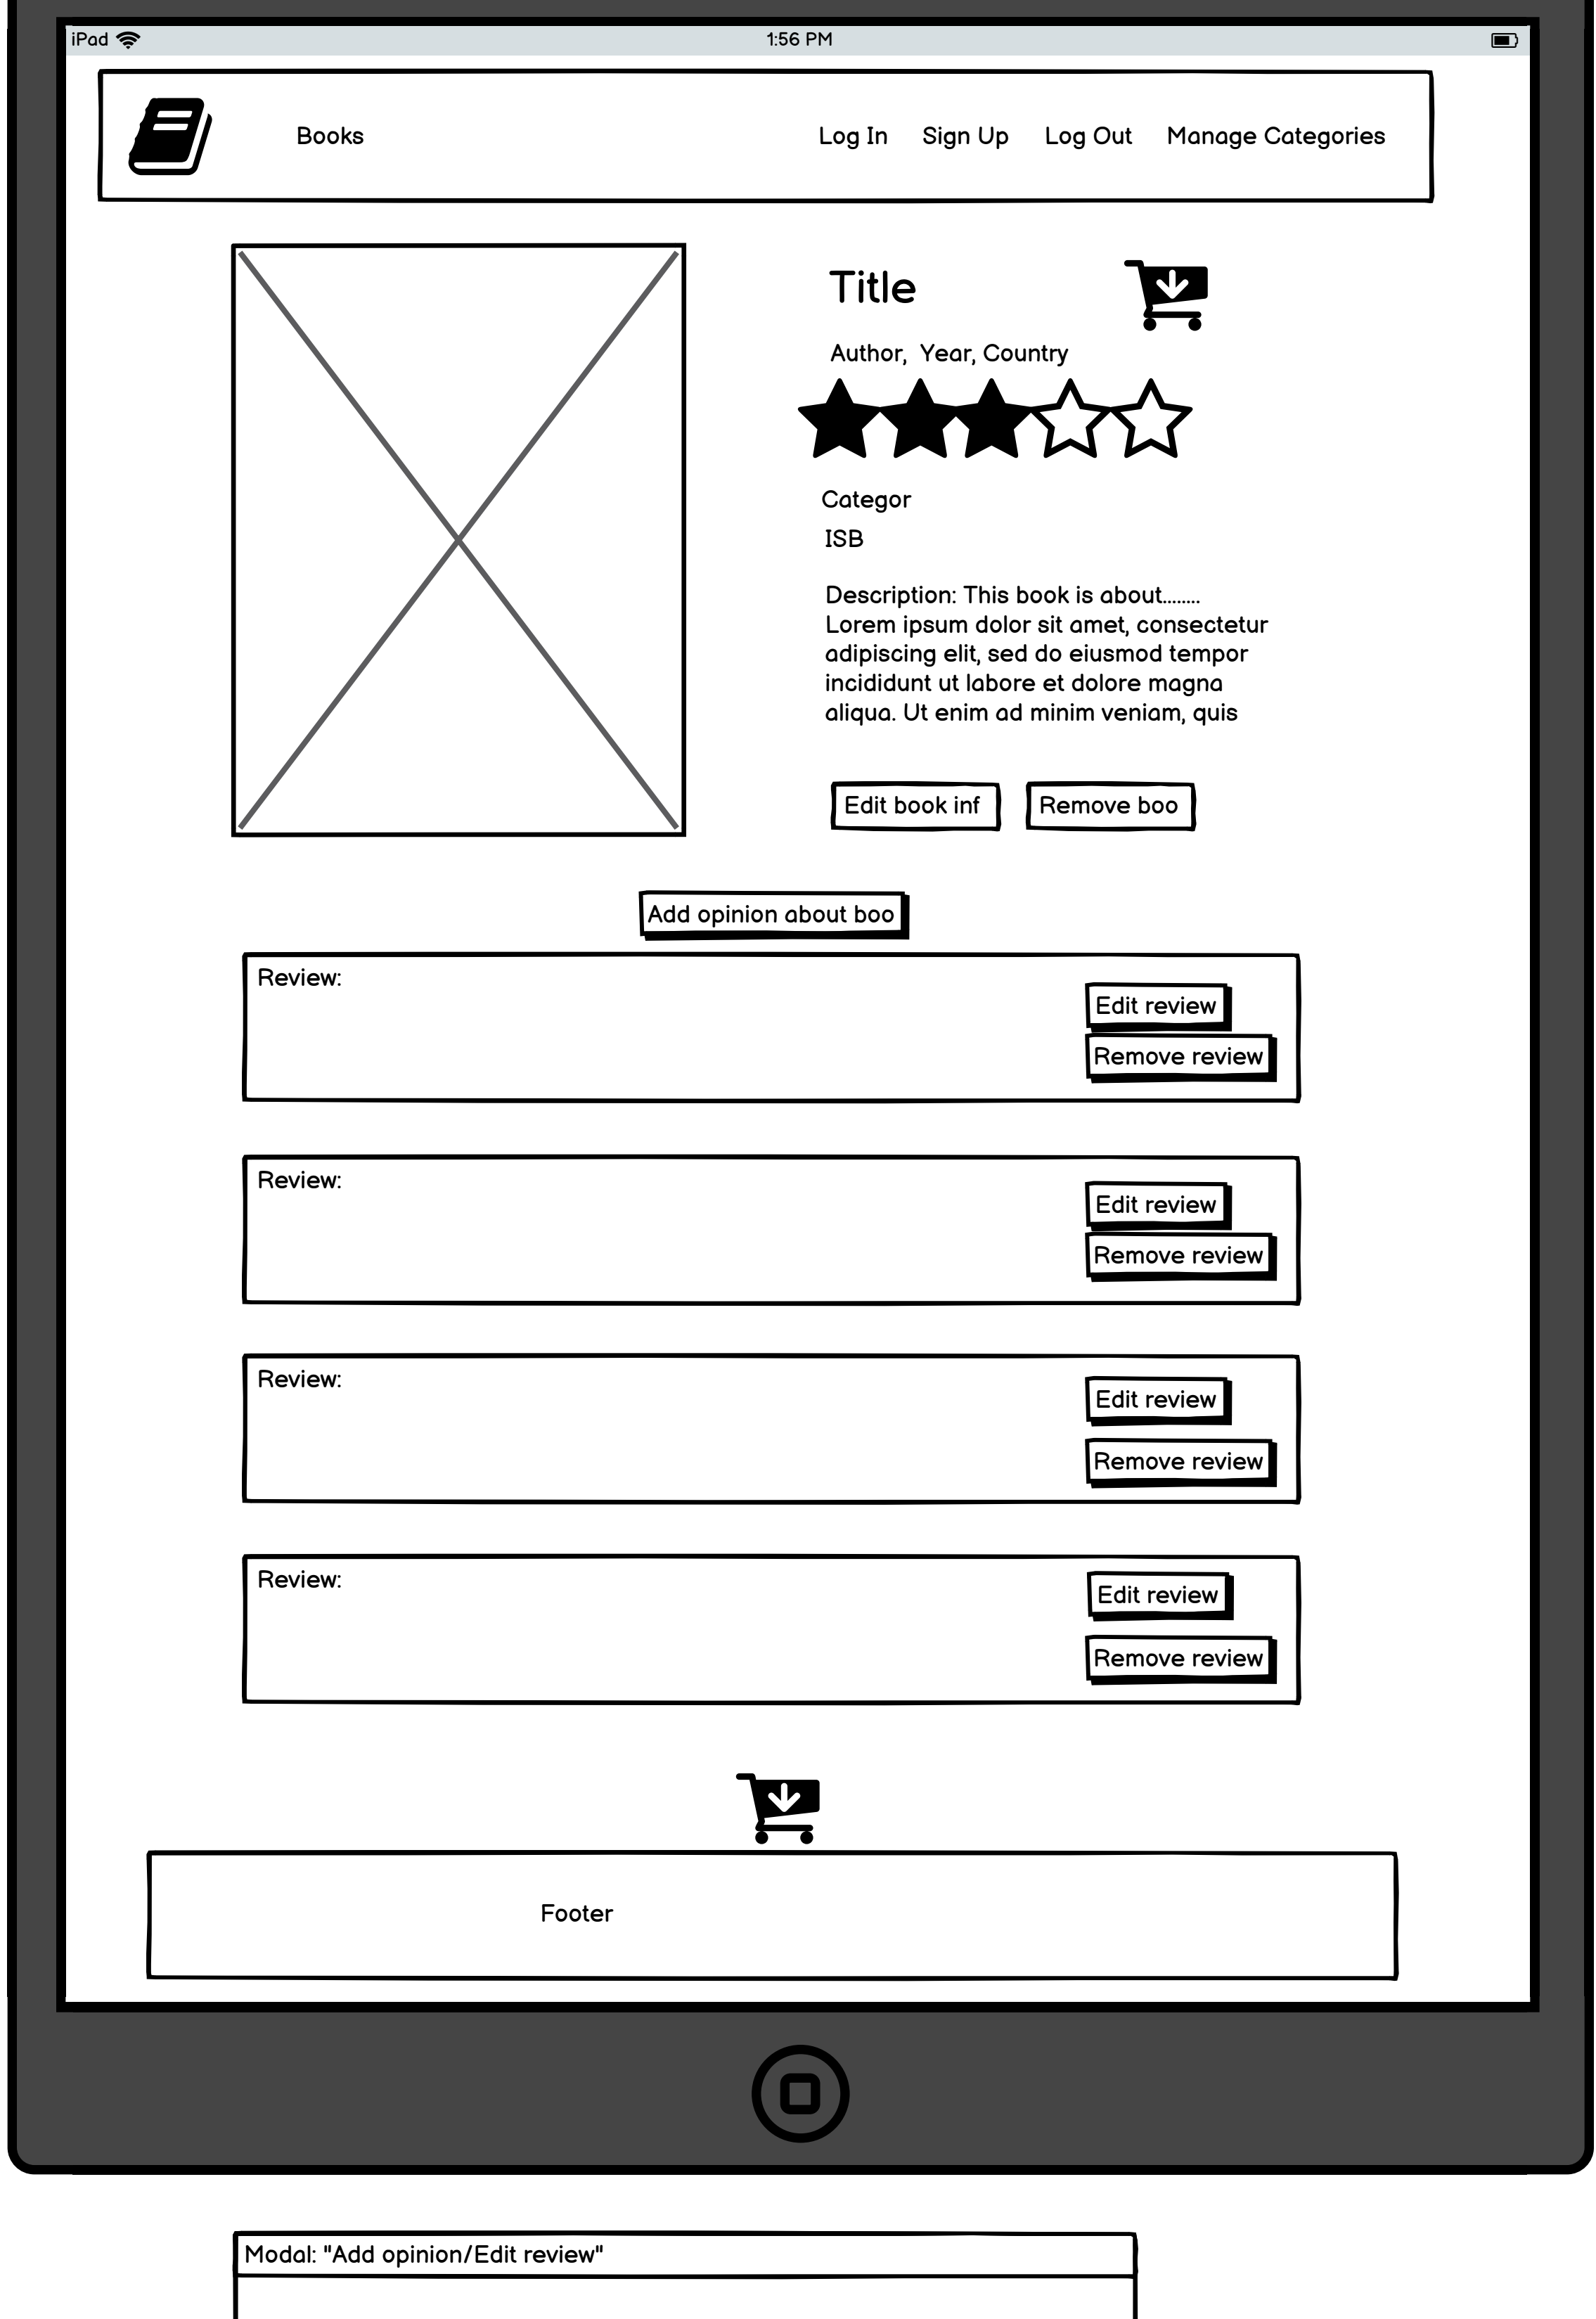 iPad
1:56 PM
Books
Log In Sign Up Log Out Manage Categories
Title
Author, Year, Country
Categor
ISB
Description: This book is about........
Lorem ipsum dolor sit amet, consectetur
adipiscing elit, sed do eiusmod tempor
incididunt ut labore et dolore magna
aliqua. Ut enim ad minim veniam, quis
Edit book inf
Remove boo
Add opinion about boo
Review:
Edit review
Remove review
Review:
Edit review
Remove review
Review:
Edit review
Remove review
Review:
Edit review
Remove review
Footer
Modal: "Add opinion/Edit review"